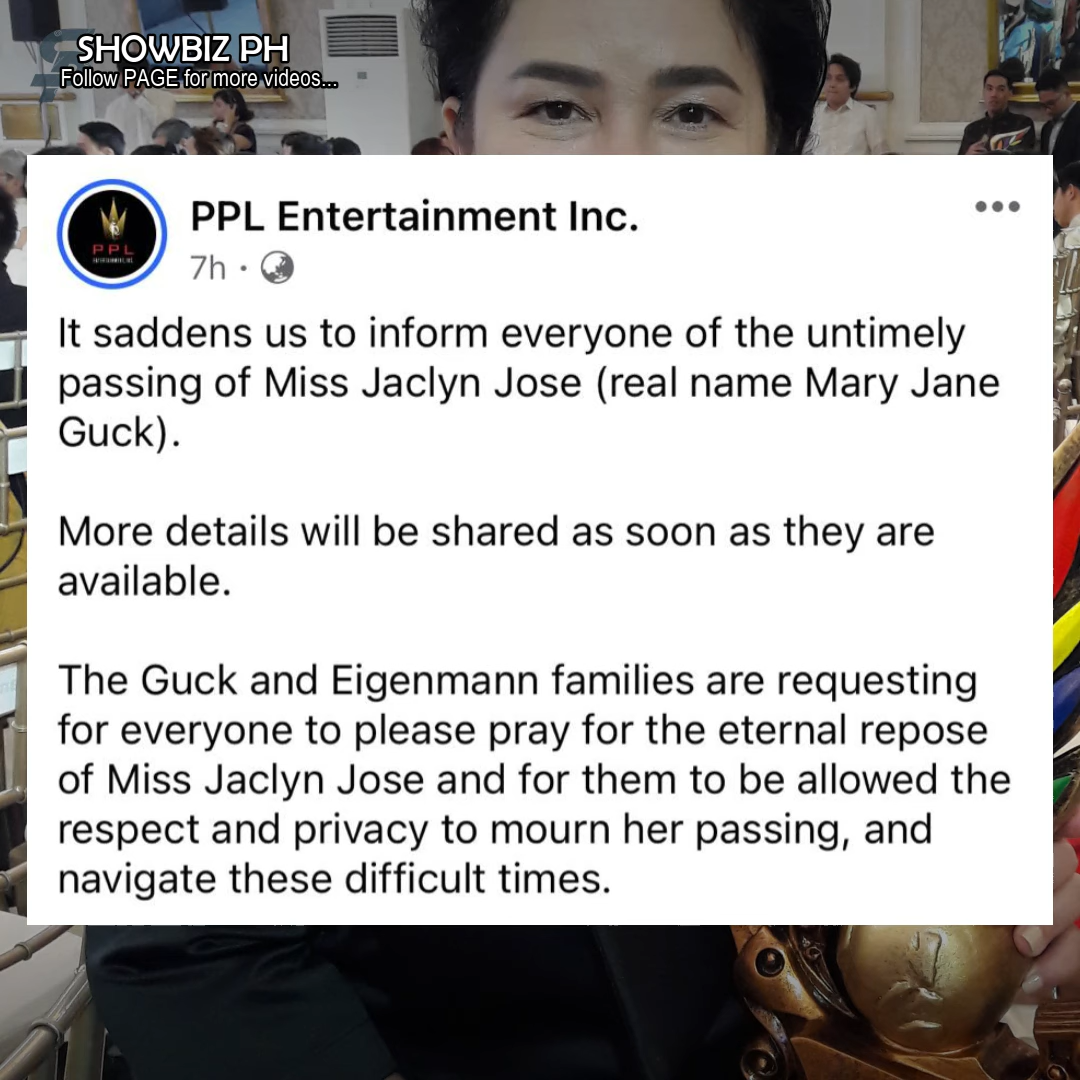 SHOWBIZ PH
Follow PAGE for more videos...
PPL Entertainment Inc.
PPL
7h ·
It saddens us to inform everyone of the untimely
passing of Miss Jaclyn Jose (real name Mary Jane
Guck).
More details will be shared as soon as they are
available.
The Guck and Eigenmann families are requesting
for everyone to please pray for the eternal repose
of Miss Jaclyn Jose and for them to be allowed the
respect and privacy to mourn her passing, and
navigate these difficult times.